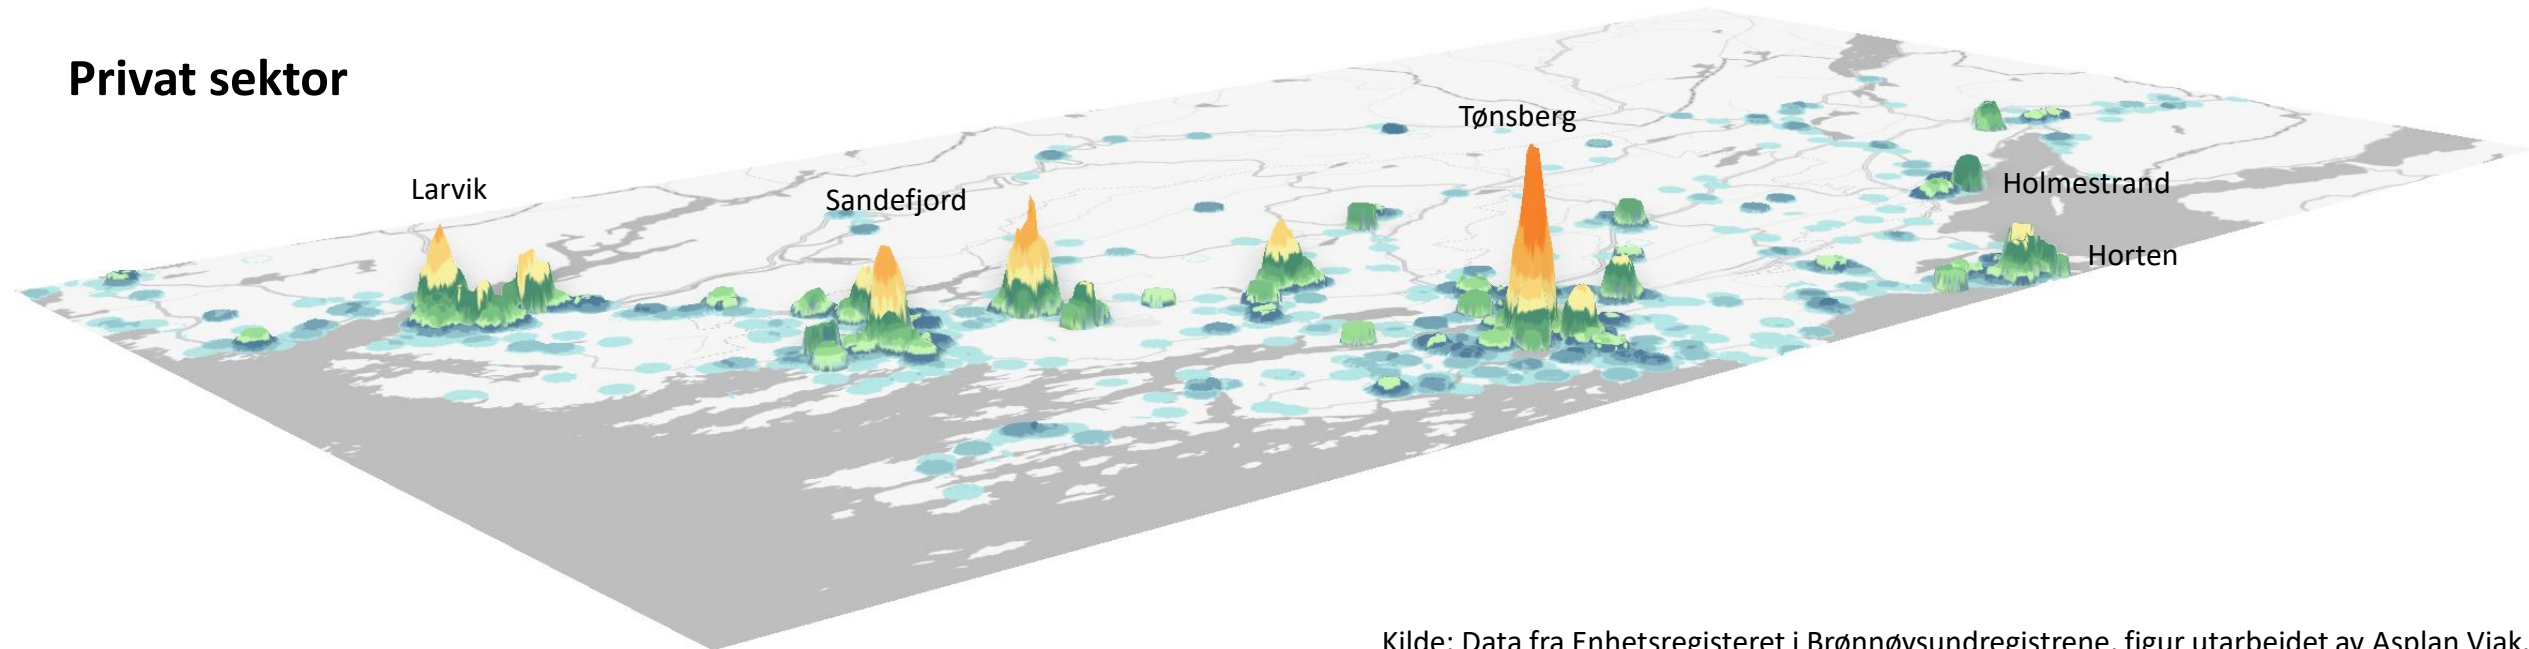 Privat sektor
Tønsberg
Larvik
Sandefjord
Holmestrand
Horten
Kilde: Data fra Enhetsregisteret i Brønnøysundregistrene, figur utarbeidet av Asplan Viak.